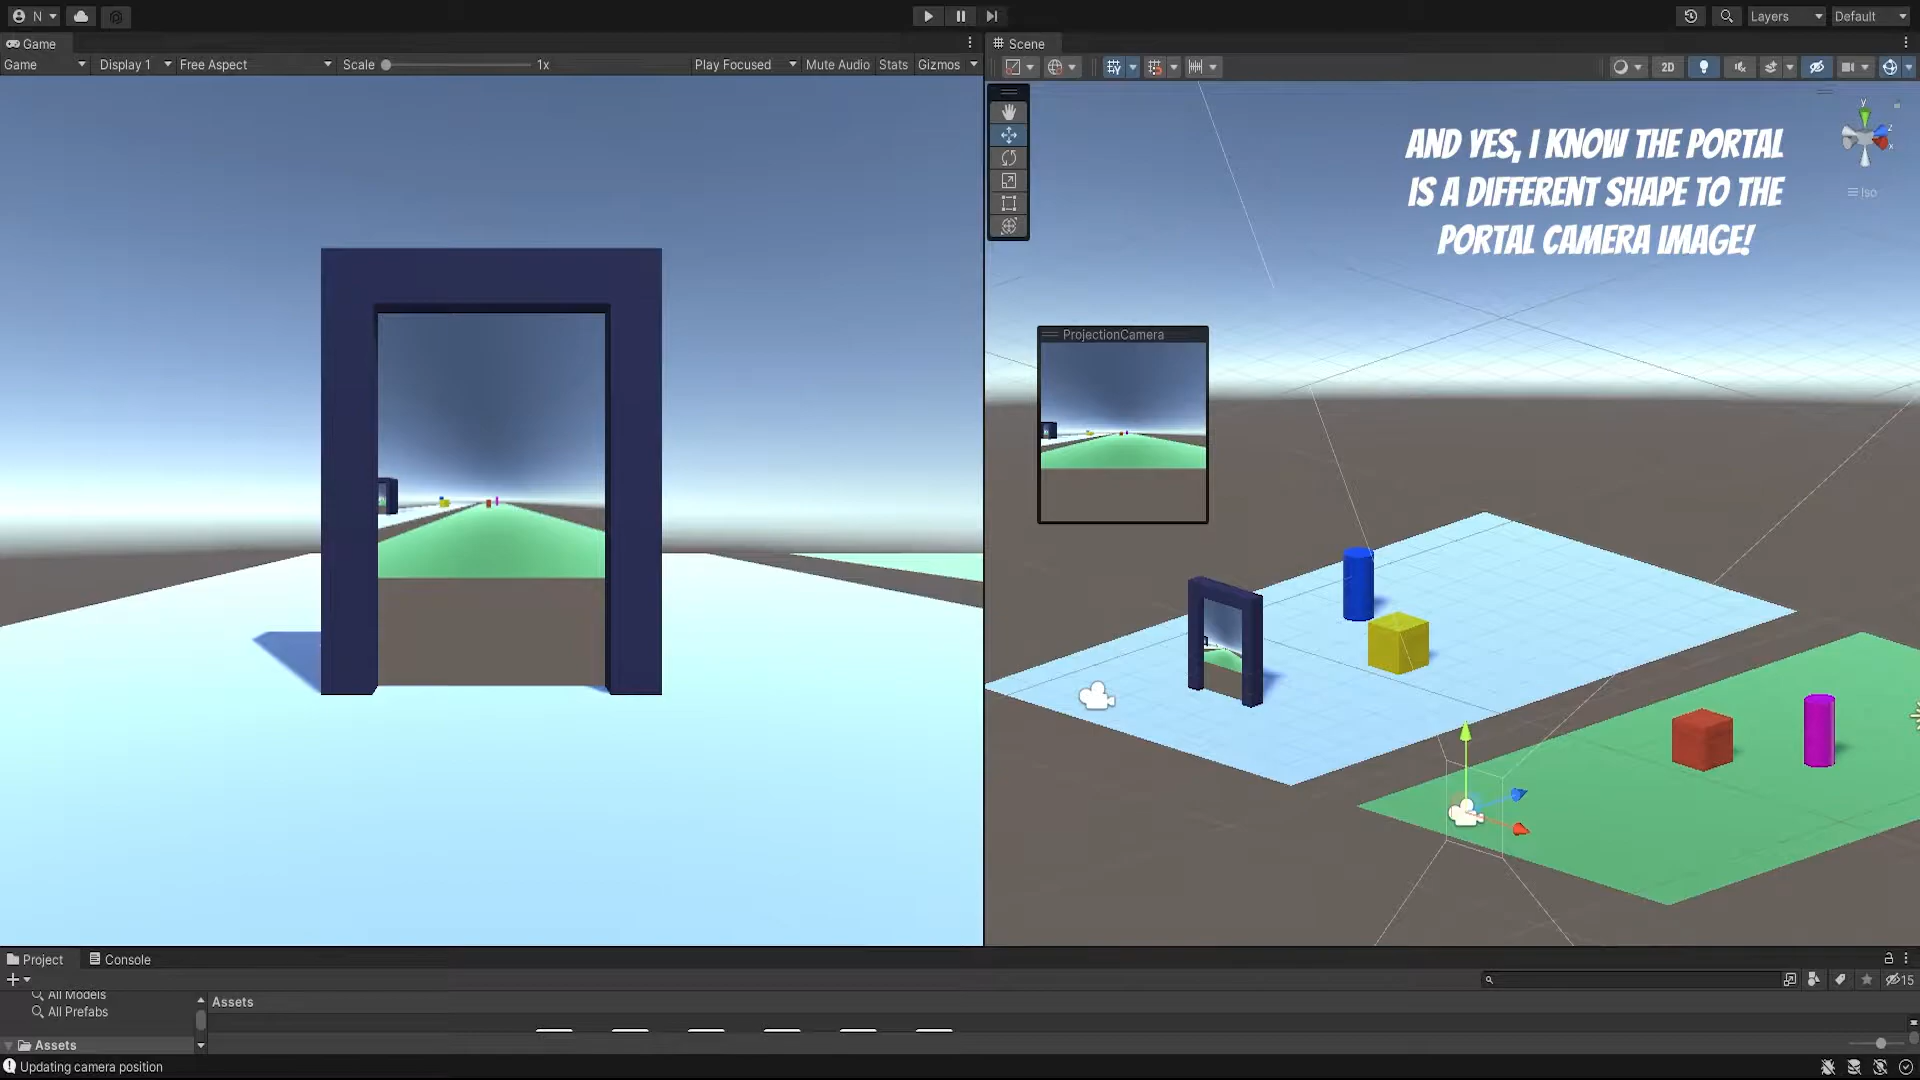 N
Layers
Default
Game
Scene
Game
Display 1
Free Aspect
Scale
1x
Play Focused
Mute Audio
Stats
Gizmos
2D
y
z
x
Iso
AND YES, I KNOW THE PORTAL
IS A DIFFERENT SHAPE TO THE
PORTAL CAMERA IMAGE!
ProjectionCamera
Project
Console
15
All Models
All Prefabs
Assets
Assets
Updating camera position